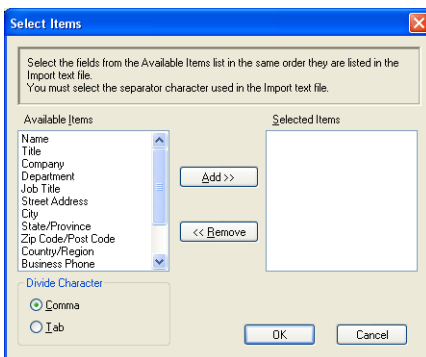 Select Items
Select the fields from the Available Items list in the same order they are listed in the
Import text file.
You must select the separator character used in the Import text file.
Available Items
Selected Items
Name
Title
Company
Department
Job Title
Street Address
City
State/Province
Zip Code/Post Code
Country/Region
Business Phone
Add >>
<< Remove
Divide Character
Comma
Tab
OK
Cancel